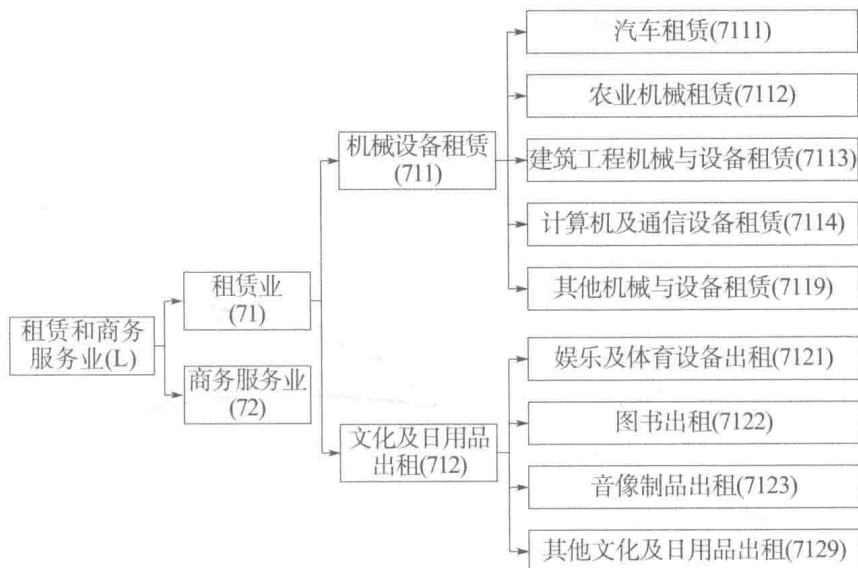 租赁和商务
服务业(L)
租赁业
(71)
商务服务业
(72)
机械设备租赁
(711)
文化及日用品
出租(712)
汽车租赁(7111)
农业机械租赁(7112)
建筑工程机械与设备租赁(7113)
计算机及通信设备租赁(7114)
其他机械与设备租赁(7119)
娱乐及体育设备出租(7121)
图书出租(7122)
音像制品出租(7123)
其他文化及日用品出租(7129)